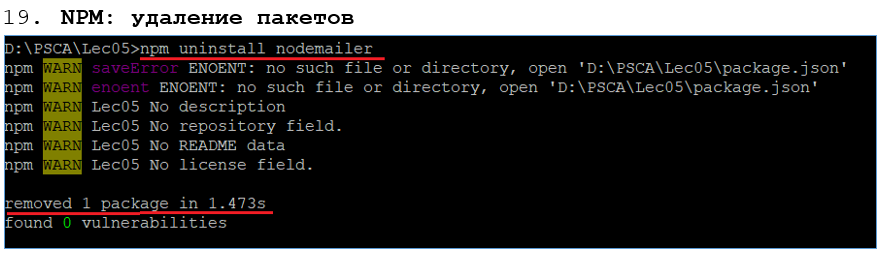 19. NPM: удаление пакетов
D:\PSCA\Lec05>npm uninstall nodemailer
npm WARN saveError ENOENT: no such file or directory, open 'D:\PSCA\Lec05\package.json'
npm WARN enoent ENOENT: no such file or directory, open 'D:\PSCA\Lec05\package.json'
npm WARN Lec05 No description
npm WARN Lec05 No repository field.
npm WARN Lec05 No README data
npm WARN Lec05 No license field.
removed 1 package in 1.473s
found 0 vulnerabilities